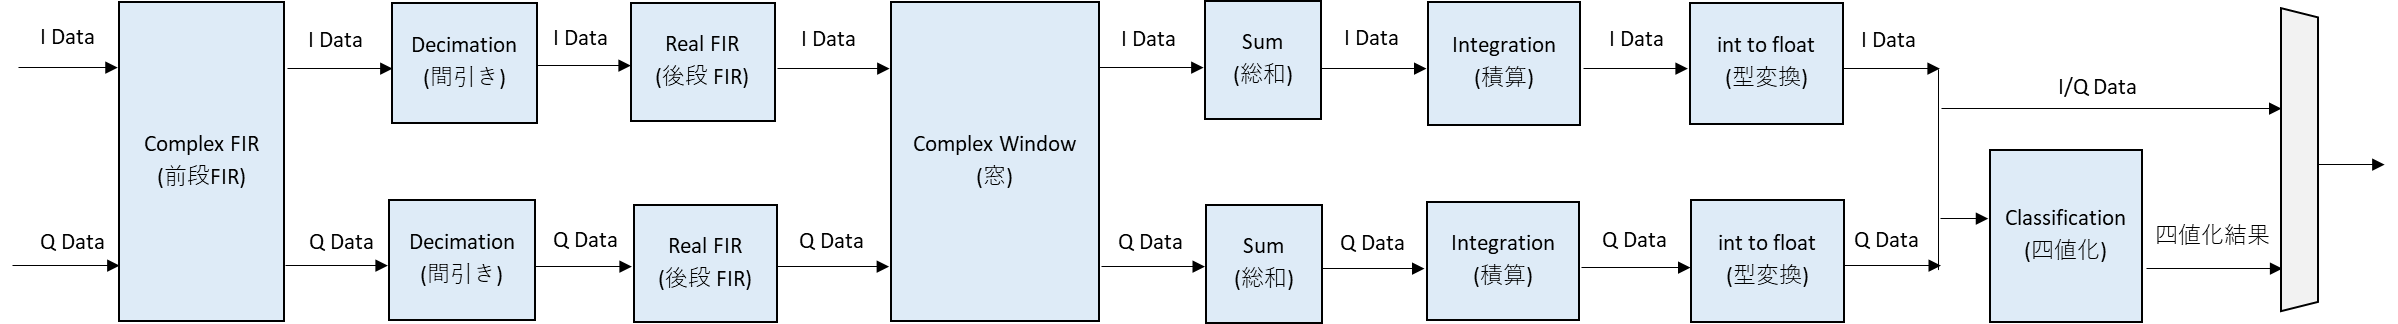 I Data
Q Data
Complex FIR
(前段FIR)
I Data
Q Data
Decimation
(間引き)
Decimation
(間引き)
I Data
Q Data
Real FIR
(後段 FIR)
Real FIR
(後段 FIR)
I Data
Q Data
Complex Window
(窓)
I Data
Q Data
Sum
(総和)
Sum
(総和)
I Data
Q Data
Integration
(積算)
Integration
(積算)
I Data
Q Data
int to float
(型変換)
int to float
(型変換)
I Data
Q Data
I/Q Data
Classification
(四値化)
四値化結果